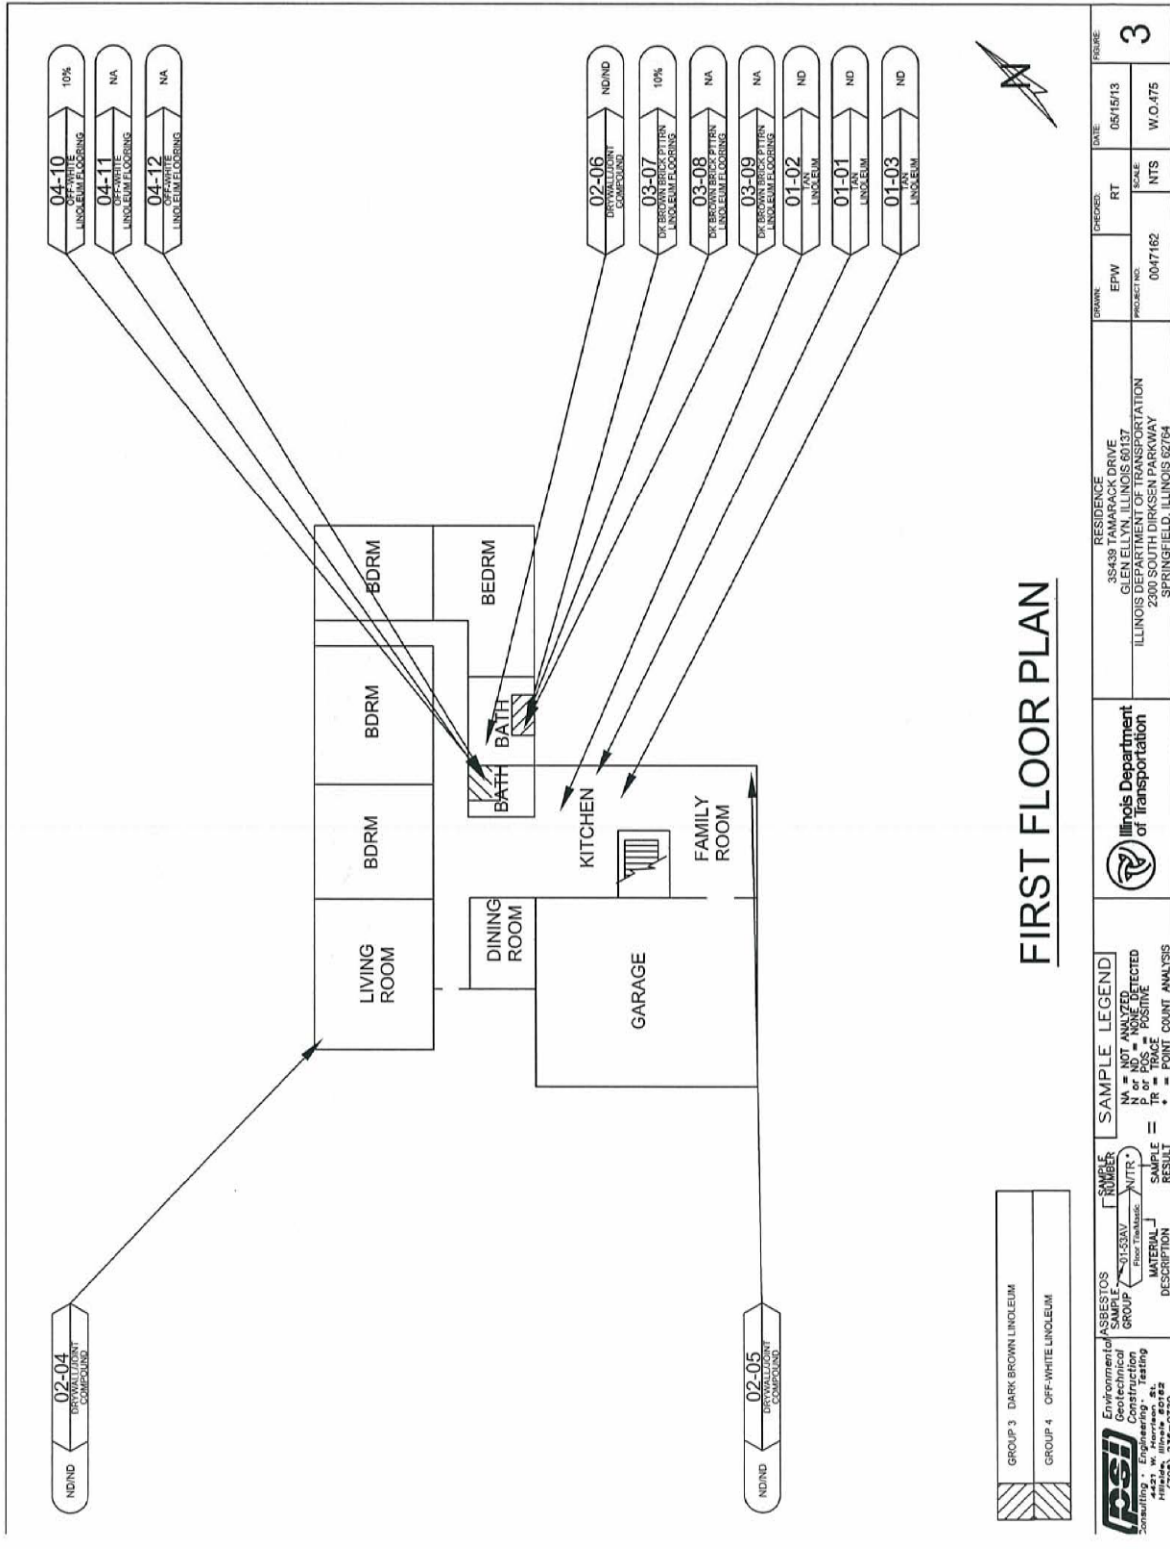 04-10
OFF-WHITE
LINOLEUM FLOORING
10%
04-11
OFF-WHITE
LINOLEUM FLOORING
NA
04-12
OFF-WHITE
LINOLEUM FLOORING
NA
02-06
DRYWALL/JOINT
COMPOUND
ND/ND
03-07
DK BROWN BRICK PTTRN
LINOLEUM FLOORING
10%
03-08
DK BROWN BRICK PTTRN
LINOLEUM FLOORING
NA
03-09
DK BROWN BRICK PTTRN
LINOLEUM FLOORING
NA
01-02
TAN
LINOLEUM
ND
01-01
TAN
LINOLEUM
ND
01-03
TAN
LINOLEUM
ND
N
ND/ND
02-04
DRYWALL/JOINT
COMPOUND
ND/ND
02-05
DRYWALL/JOINT
COMPOUND
LIVING
ROOM
BDRM
BDRM
BDRM
BEDRM
BATH
BATH
DINING
ROOM
KITCHEN
GARAGE
FAMILY
ROOM
FIRST FLOOR PLAN
GROUP 3 DARK BROWN LINOLEUM
GROUP 4 OFF-WHITE LINOLEUM
psi
Environmental
Geotechnical
Construction
Consulting • Engineering • Testing
4421 W. Harrison St.
Hillside, Illinois 60162
ASBESTOS
SAMPLE
GROUP
SAMPLE
NUMBER
01-53AV
Floor Tile/Mastic
N/TR*
MATERIAL
DESCRIPTION
SAMPLE
RESULT
=
SAMPLE LEGEND
NA = NOT ANALYZED
N or ND = NONE DETECTED
P or POS = POSITIVE
TR = TRACE
* = POINT COUNT ANALYSIS
Illinois Department
of Transportation
RESIDENCE
3S439 TAMARACK DRIVE
GLEN ELLYN, ILLINOIS 60137
ILLINOIS DEPARTMENT OF TRANSPORTATION
2300 SOUTH DIRKSEN PARKWAY
SPRINGFIELD, ILLINOIS 62764
DRAWN:
EPW
CHECKED:
RT
DATE:
05/15/13
FIGURE:
3
PROJECT NO.
0047162
SCALE:
NTS
W.O.475